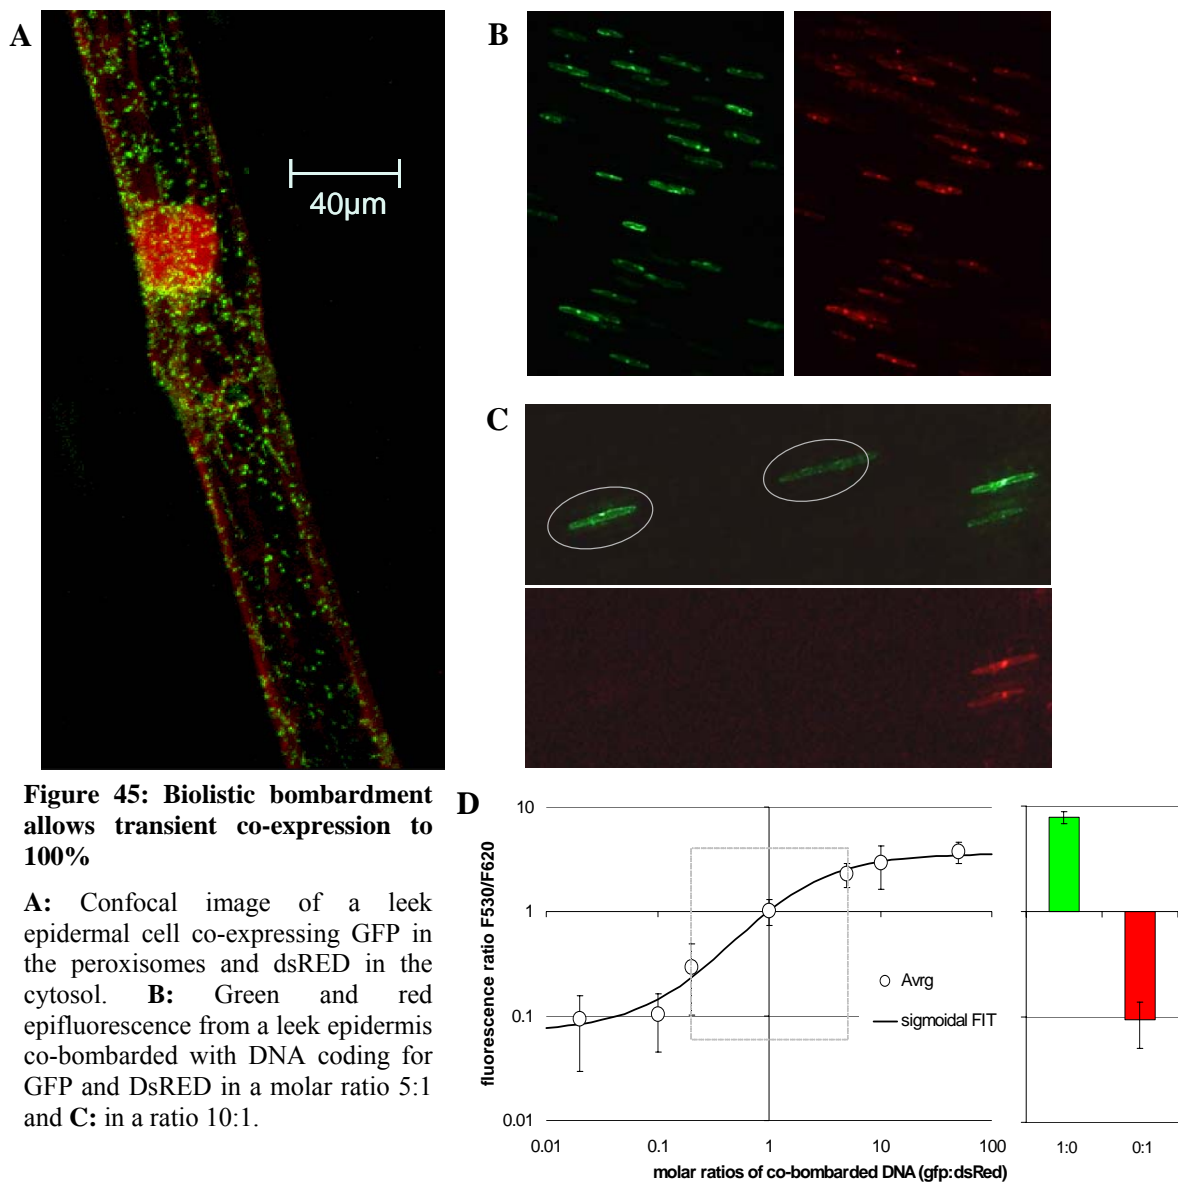 A
40µm
B
C
Figure 45: Biolistic bombardment
allows transient co-expression to
100%
A: Confocal image of a leek
epidermal cell co-expressing GFP in
the peroxisomes and dsRED in the
cytosol. B: Green and red
epifluorescence from a leek epidermis
co-bombarded with DNA coding for
GFP and DsRED in a molar ratio 5:1
and C: in a ratio 10:1.
D
fluorescence ratio F530/F620
10
1
0.1
0.01
Avrg
sigmoidal FIT
0.01 0.1 1 10 100
molar ratios of co-bombarded DNA (gfp:dsRed)
1:0 0:1